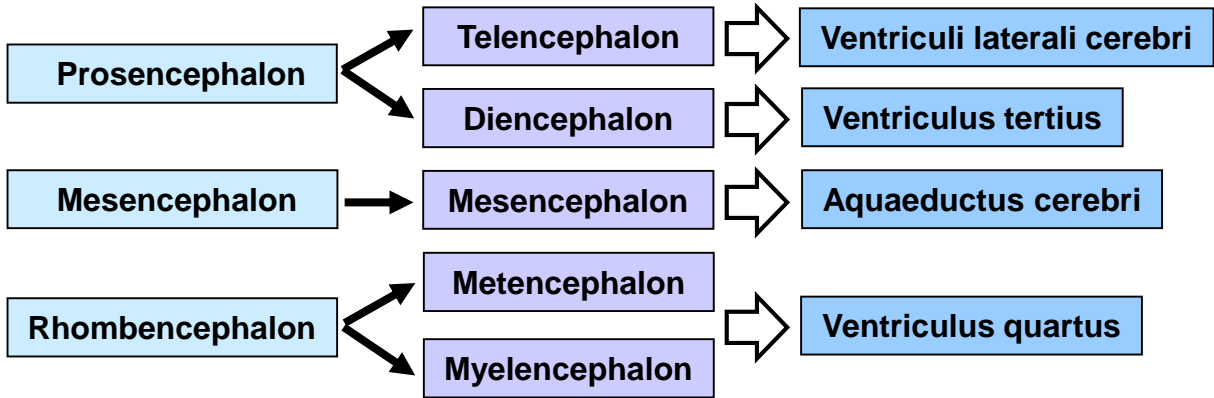 Telencephalon
Ventriculi laterali cerebri
Prosencephalon
Diencephalon
Ventriculus tertius
Mesencephalon
Mesencephalon
Aquaeductus cerebri
Metencephalon
Rhombencephalon
Ventriculus quartus
Myelencephalon